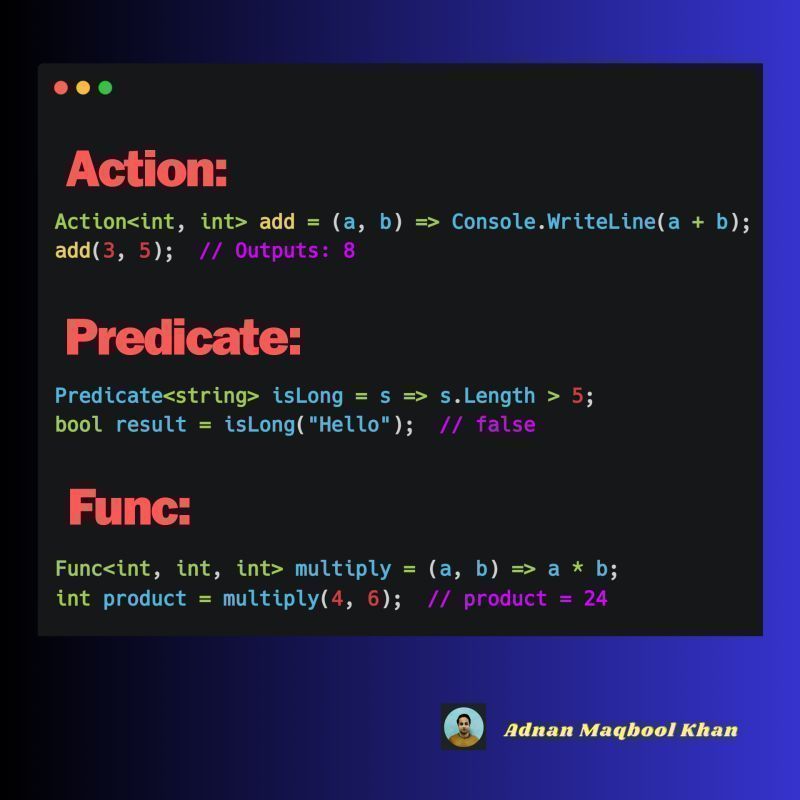 Action:
Action<int, int> add = (a, b) => Console.WriteLine(a + b);
add(3, 5);  // Outputs: 8
Predicate:
Predicate<string> isLong = s => s.Length > 5;
bool result = isLong("Hello");  // false
Func:
Func<int, int, int> multiply = (a, b) => a * b;
int product = multiply(4, 6);  // product = 24
Adnan Maqbool Khan